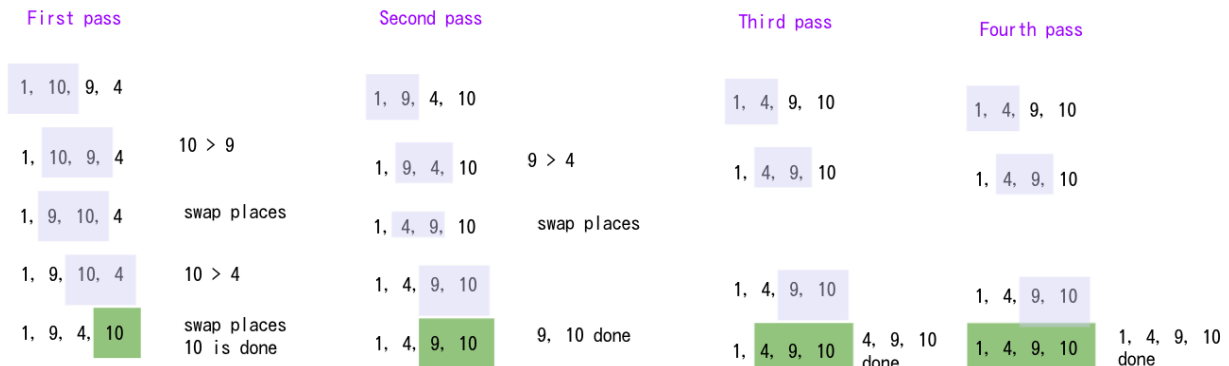 First pass
1, 10, 9, 4
1, 10, 9, 4
10 > 9
1, 9, 10, 4
swap places
1, 9, 10, 4
10 > 4
1, 9, 4, 10
swap places
10 is done
Second pass
1, 9, 4, 10
1, 9, 4, 10
9 > 4
1, 4, 9, 10
swap places
1, 4, 9, 10
1, 4, 9, 10
9, 10 done
Third pass
1, 4, 9, 10
1, 4, 9, 10
1, 4, 9, 10
1, 4, 9, 10
4, 9, 10
done
Fourth pass
1, 4, 9, 10
1, 4, 9, 10
1, 4, 9, 10
1, 4, 9, 10
1, 4, 9, 10
done